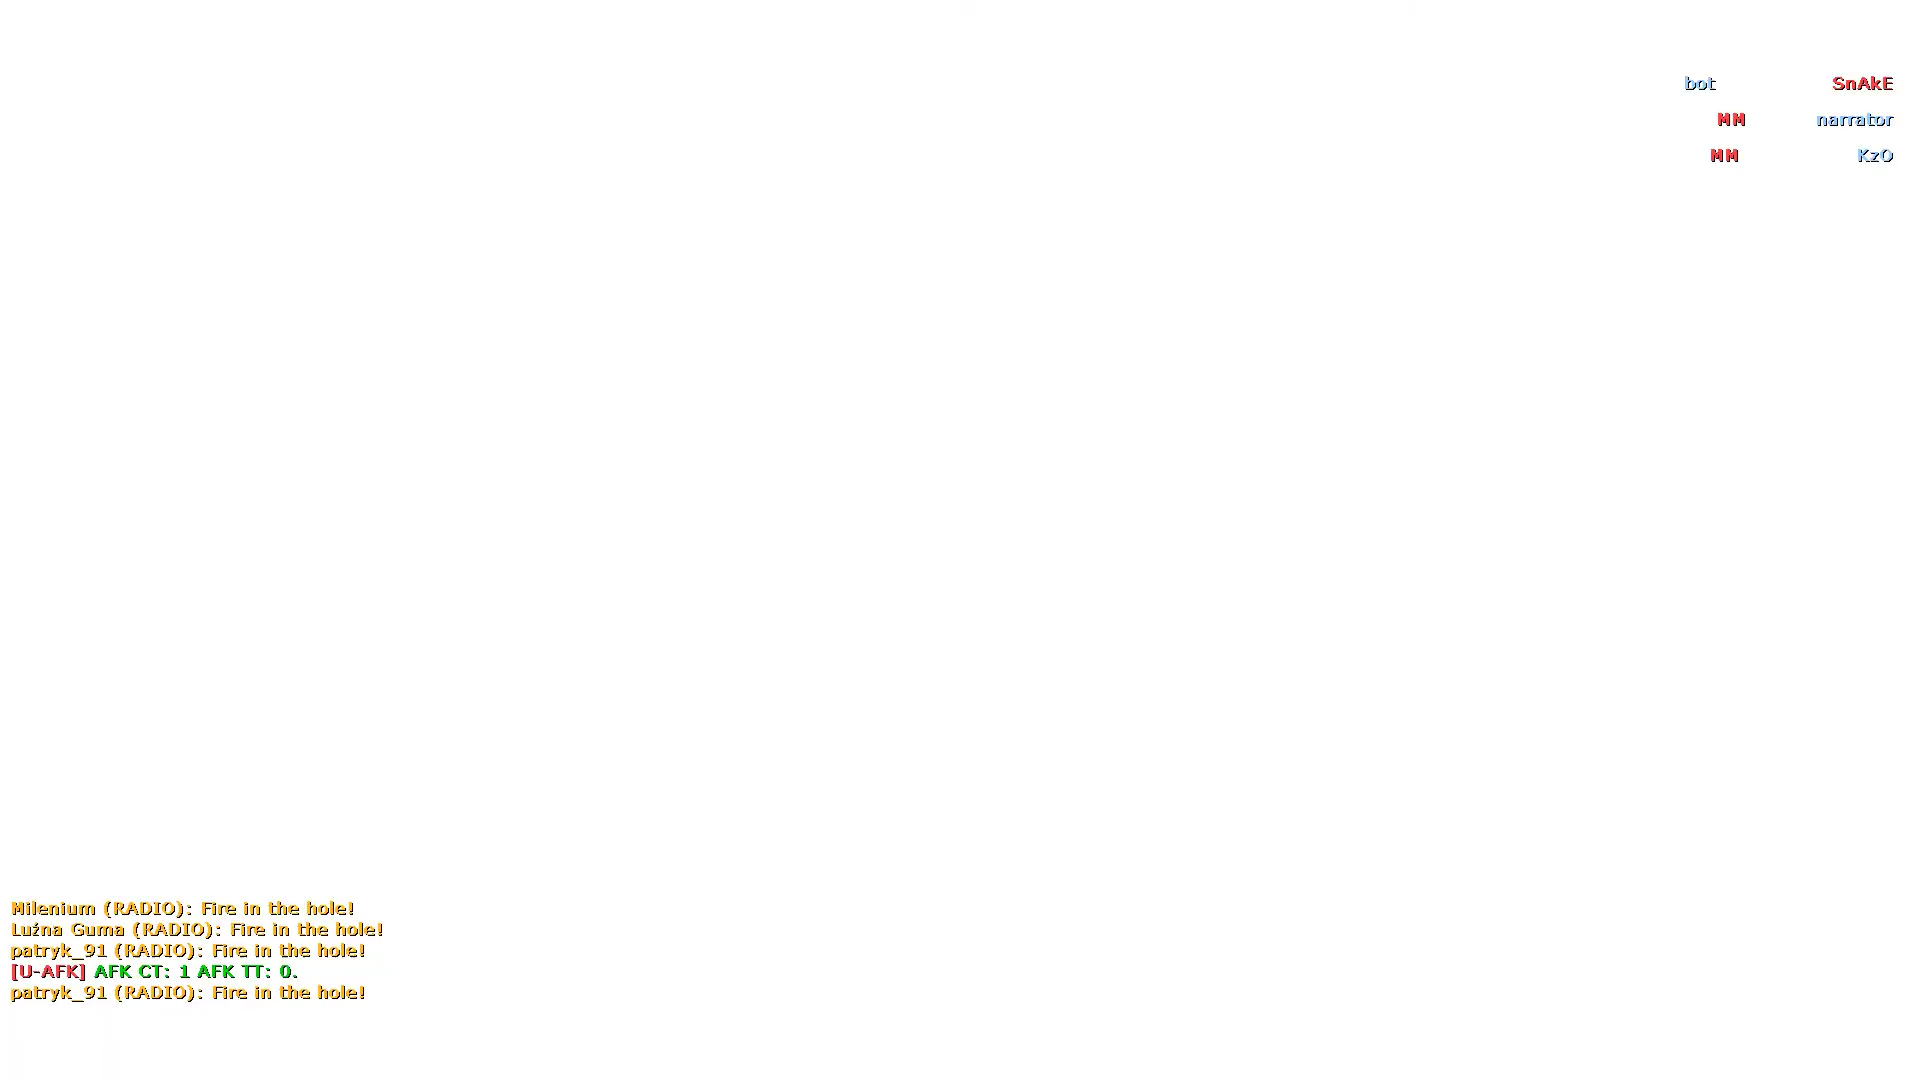 bot SnAkE
MM narrator
MM KzO
Milenium (RADIO): Fire in the hole!
Luźna Guma (RADIO): Fire in the hole!
patryk_91 (RADIO): Fire in the hole!
[U-AFK] AFK CT: 1 AFK TT: 0.
patryk_91 (RADIO): Fire in the hole!